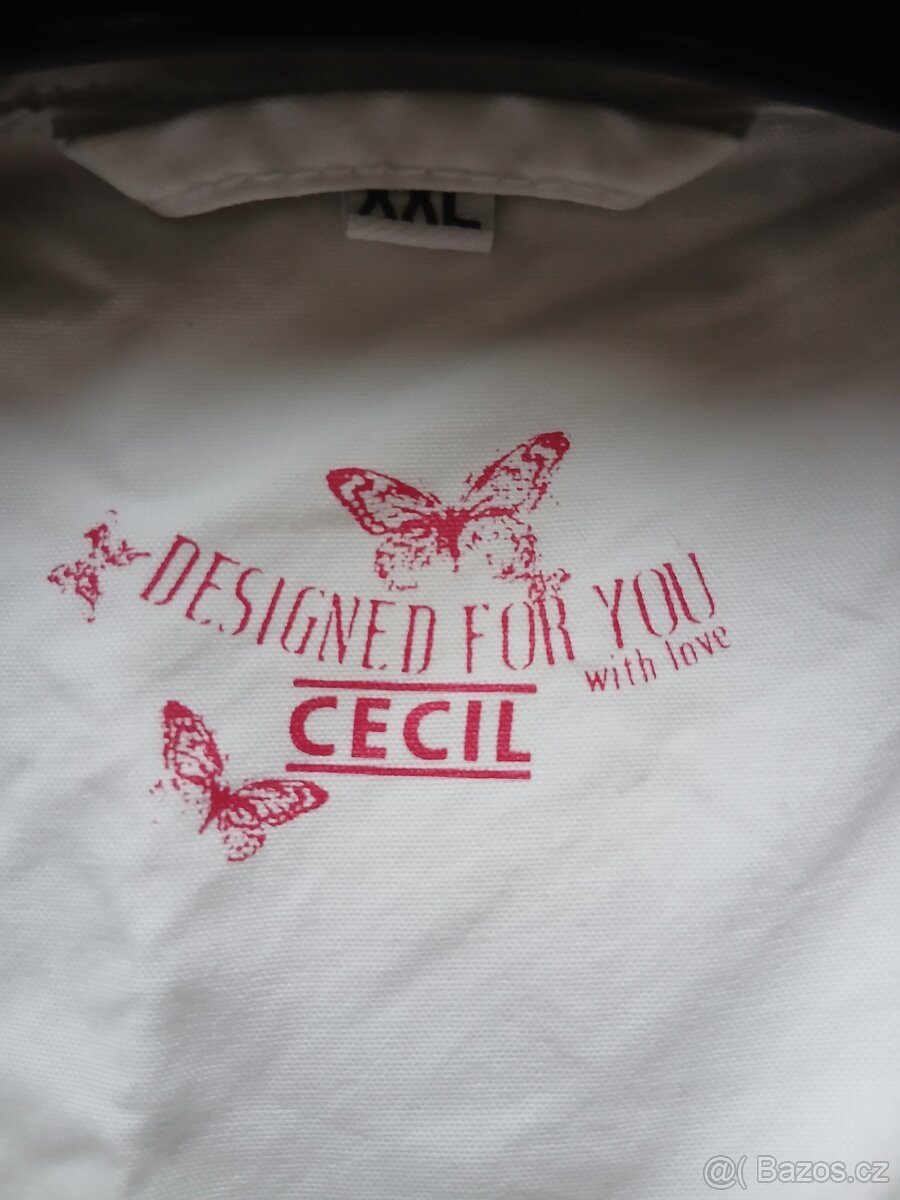 XXL
DESIGNED FOR YOU
with love
CECIL
@( Bazos.cz